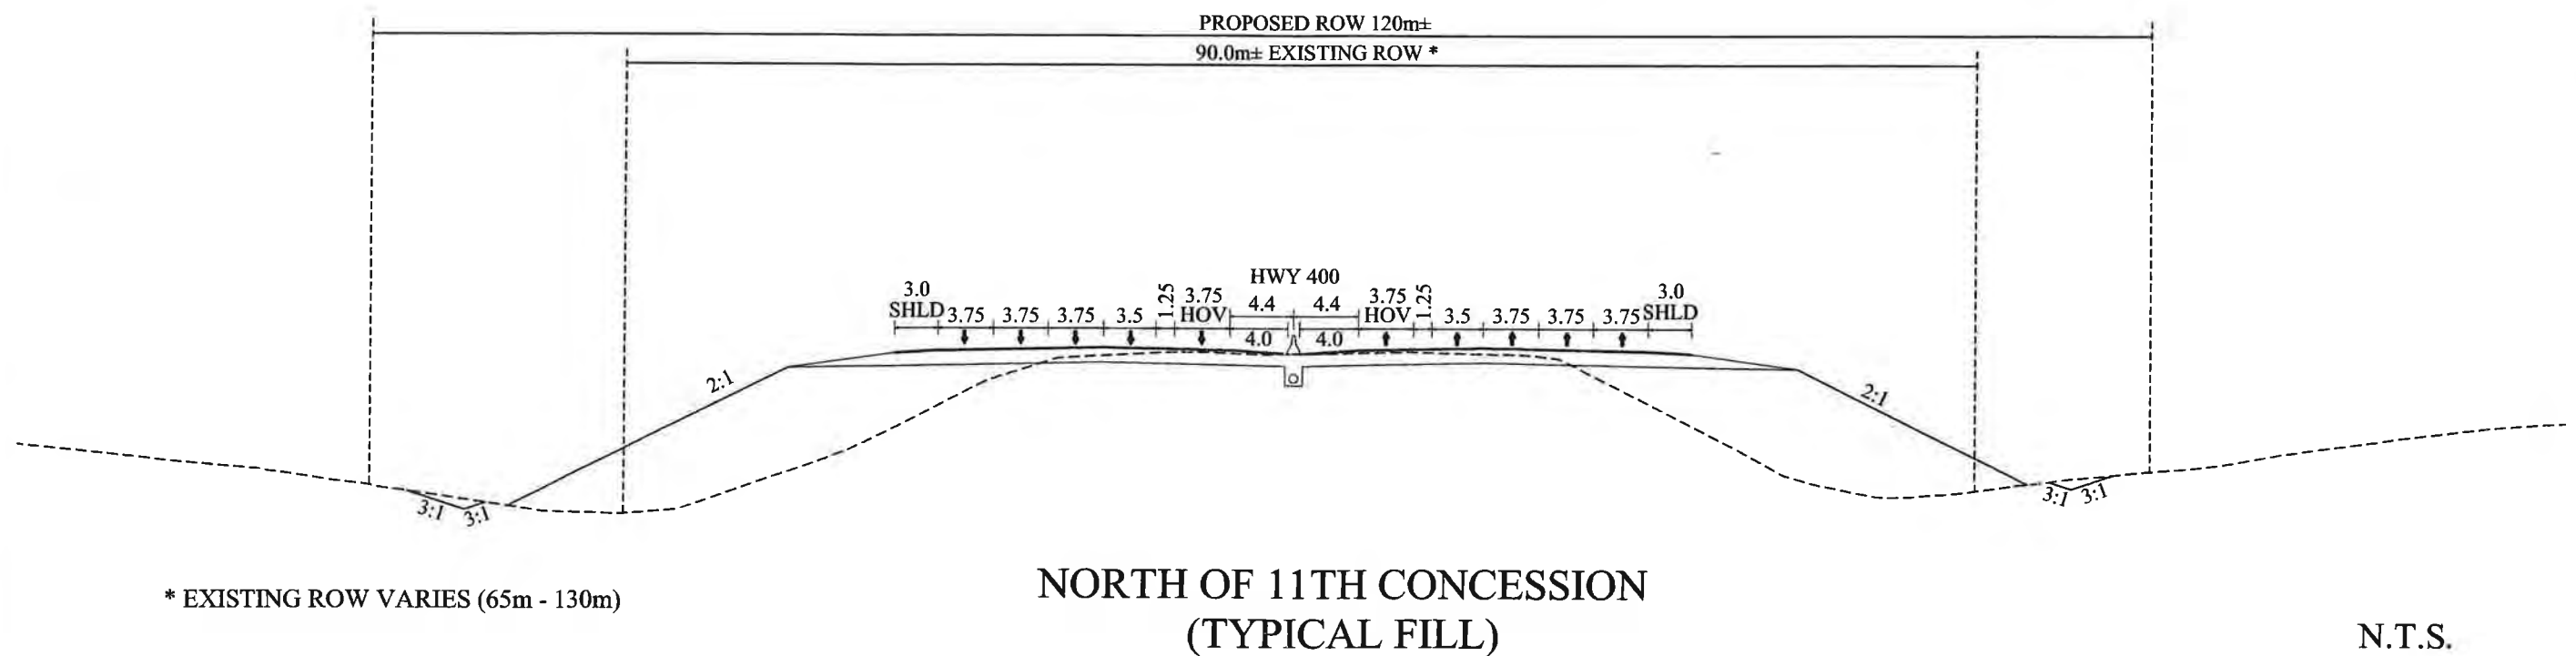 PROPOSED ROW 120m±
90.0m± EXISTING ROW *
HWY 400
3.0 SHLD 3.75 3.75 3.75 3.5 1.25 3.75 HOV 4.4 4.4 3.75 HOV 1.25 3.5 3.75 3.75 3.75 3.0 SHLD
4.0 4.0
2:1 2:1
3:1 3:1 3:1 3:1
* EXISTING ROW VARIES (65m - 130m)
NORTH OF 11TH CONCESSION
(TYPICAL FILL)
N.T.S.